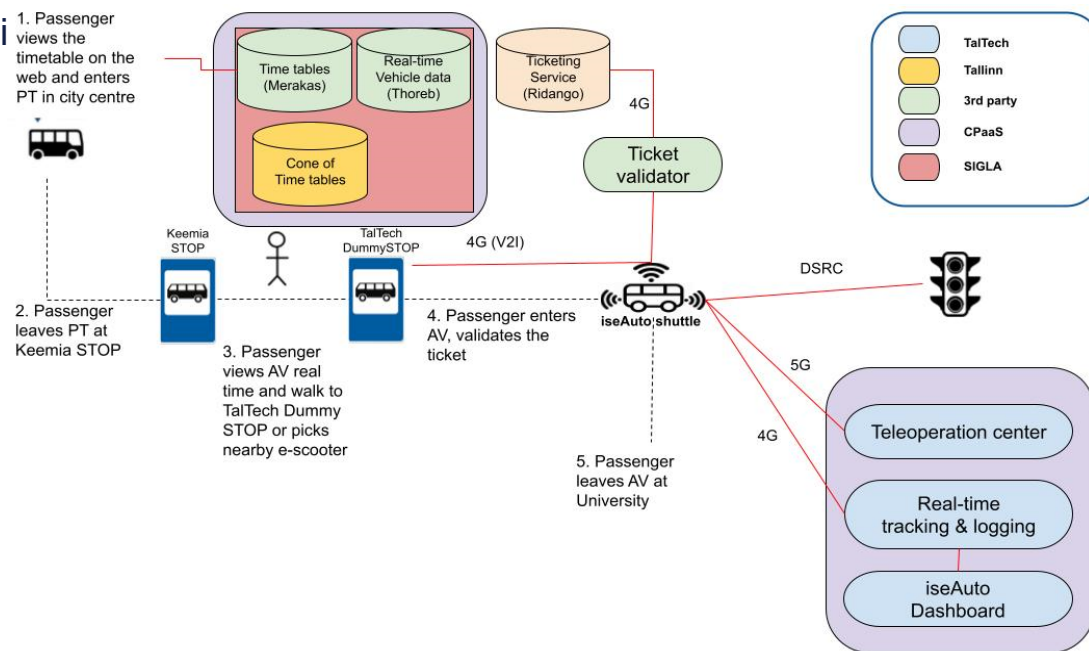 i
1. Passenger
views the
timetable on the
web and enters
PT in city centre
Time tables
(Merakas)
Real-time
Vehicle data
(Thoreb)
Cone of
Time tables
Ticketing
Service
(Ridango)
4G
Ticket
validator
TalTech
Tallinn
3rd party
CPaaS
SIGLA
Keemia
STOP
TalTech
DummySTOP
4G (V2I)
iseAuto shuttle
DSRC
2. Passenger
leaves PT at
Keemia STOP
3. Passenger
views AV real
time and walk to
TalTech Dummy
STOP or picks
nearby e-scooter
4. Passenger enters
AV, validates the
ticket
5. Passenger
leaves AV at
University
5G
4G
Teleoperation center
Real-time
tracking & logging
iseAuto
Dashboard